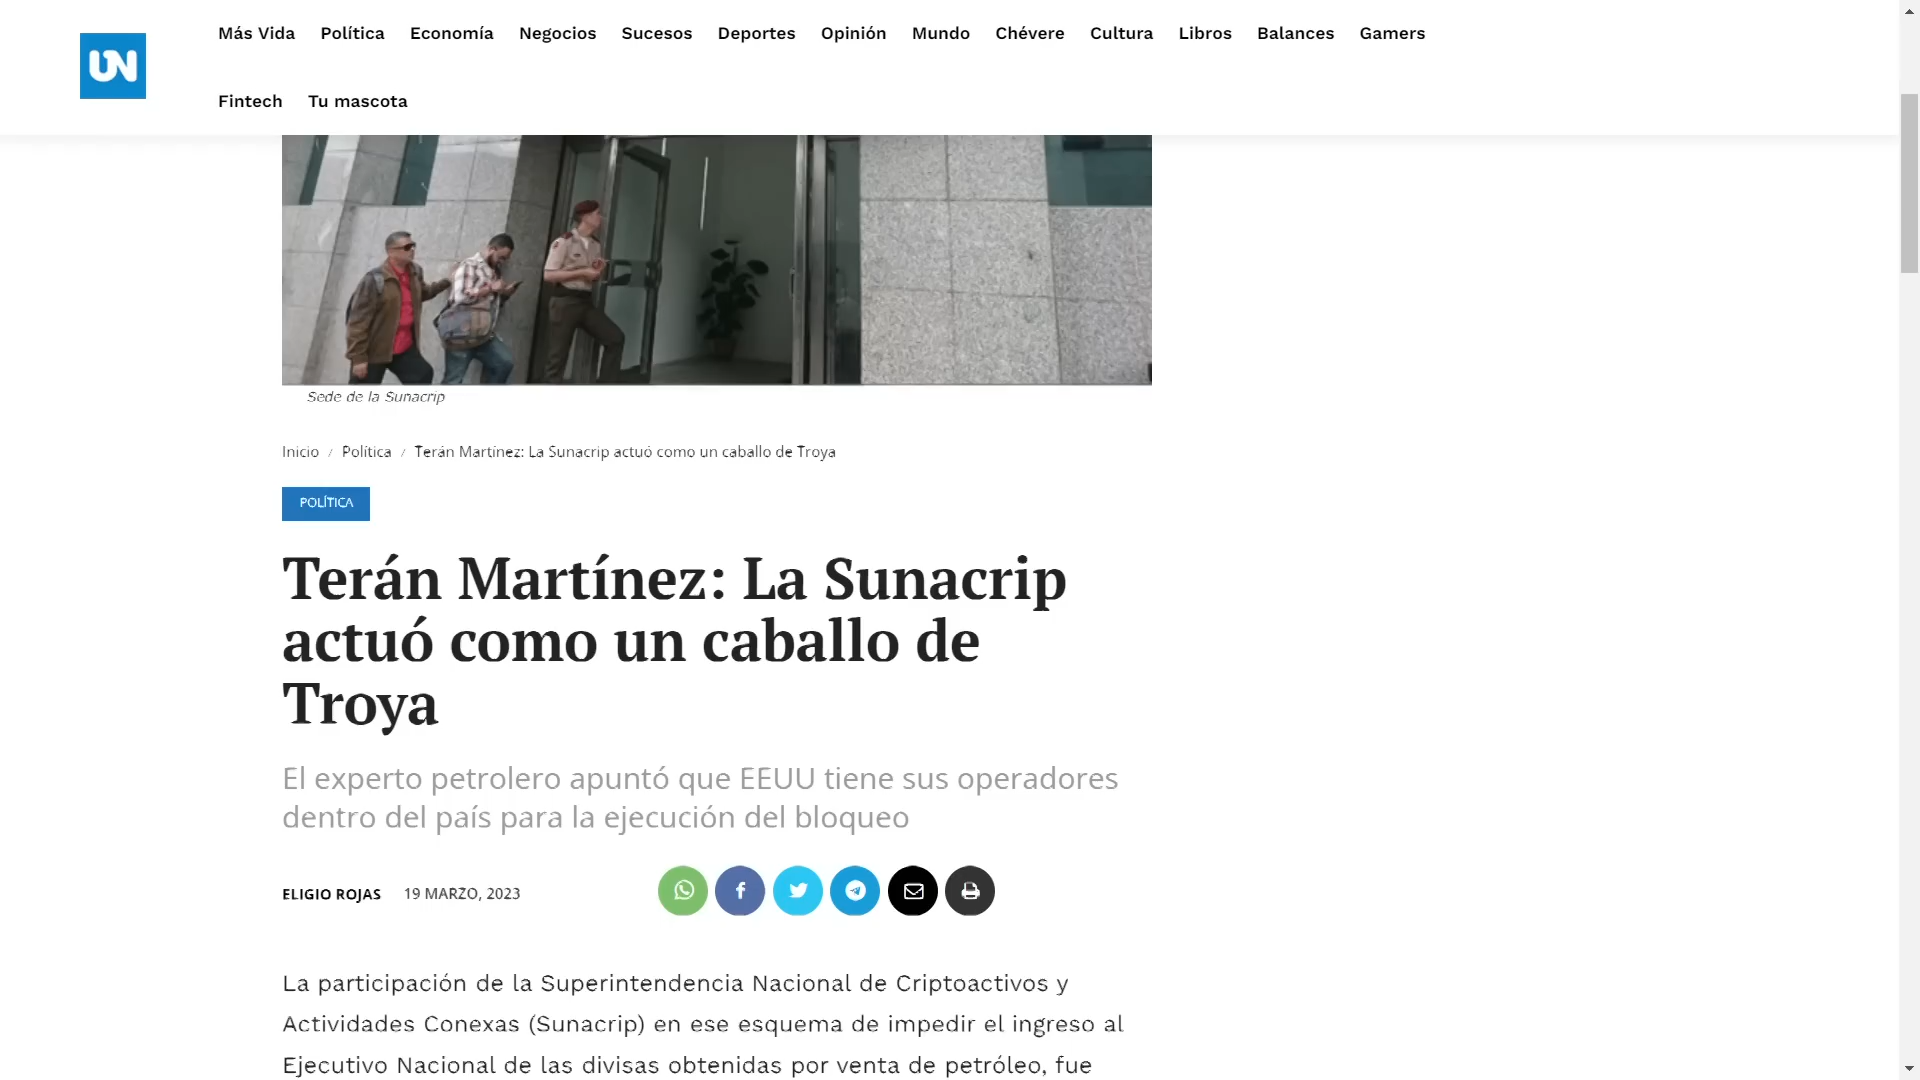 Más Vida Política Economía Negocios Sucesos Deportes Opinión Mundo Chévere Cultura Libros Balances Gamers
UN
Fintech Tu mascota
Sede de la Sunacrip
Inicio / Política / Terán Martínez: La Sunacrip actuó como un caballo de Troya
POLÍTICA
Terán Martínez: La Sunacrip
actuó como un caballo de
Troya
El experto petrolero apuntó que EEUU tiene sus operadores
dentro del país para la ejecución del bloqueo
ELIGIO ROJAS 19 MARZO, 2023
La participación de la Superintendencia Nacional de Criptoactivos y
Actividades Conexas (Sunacrip) en ese esquema de impedir el ingreso al
Ejecutivo Nacional de las divisas obtenidas por venta de petróleo, fue